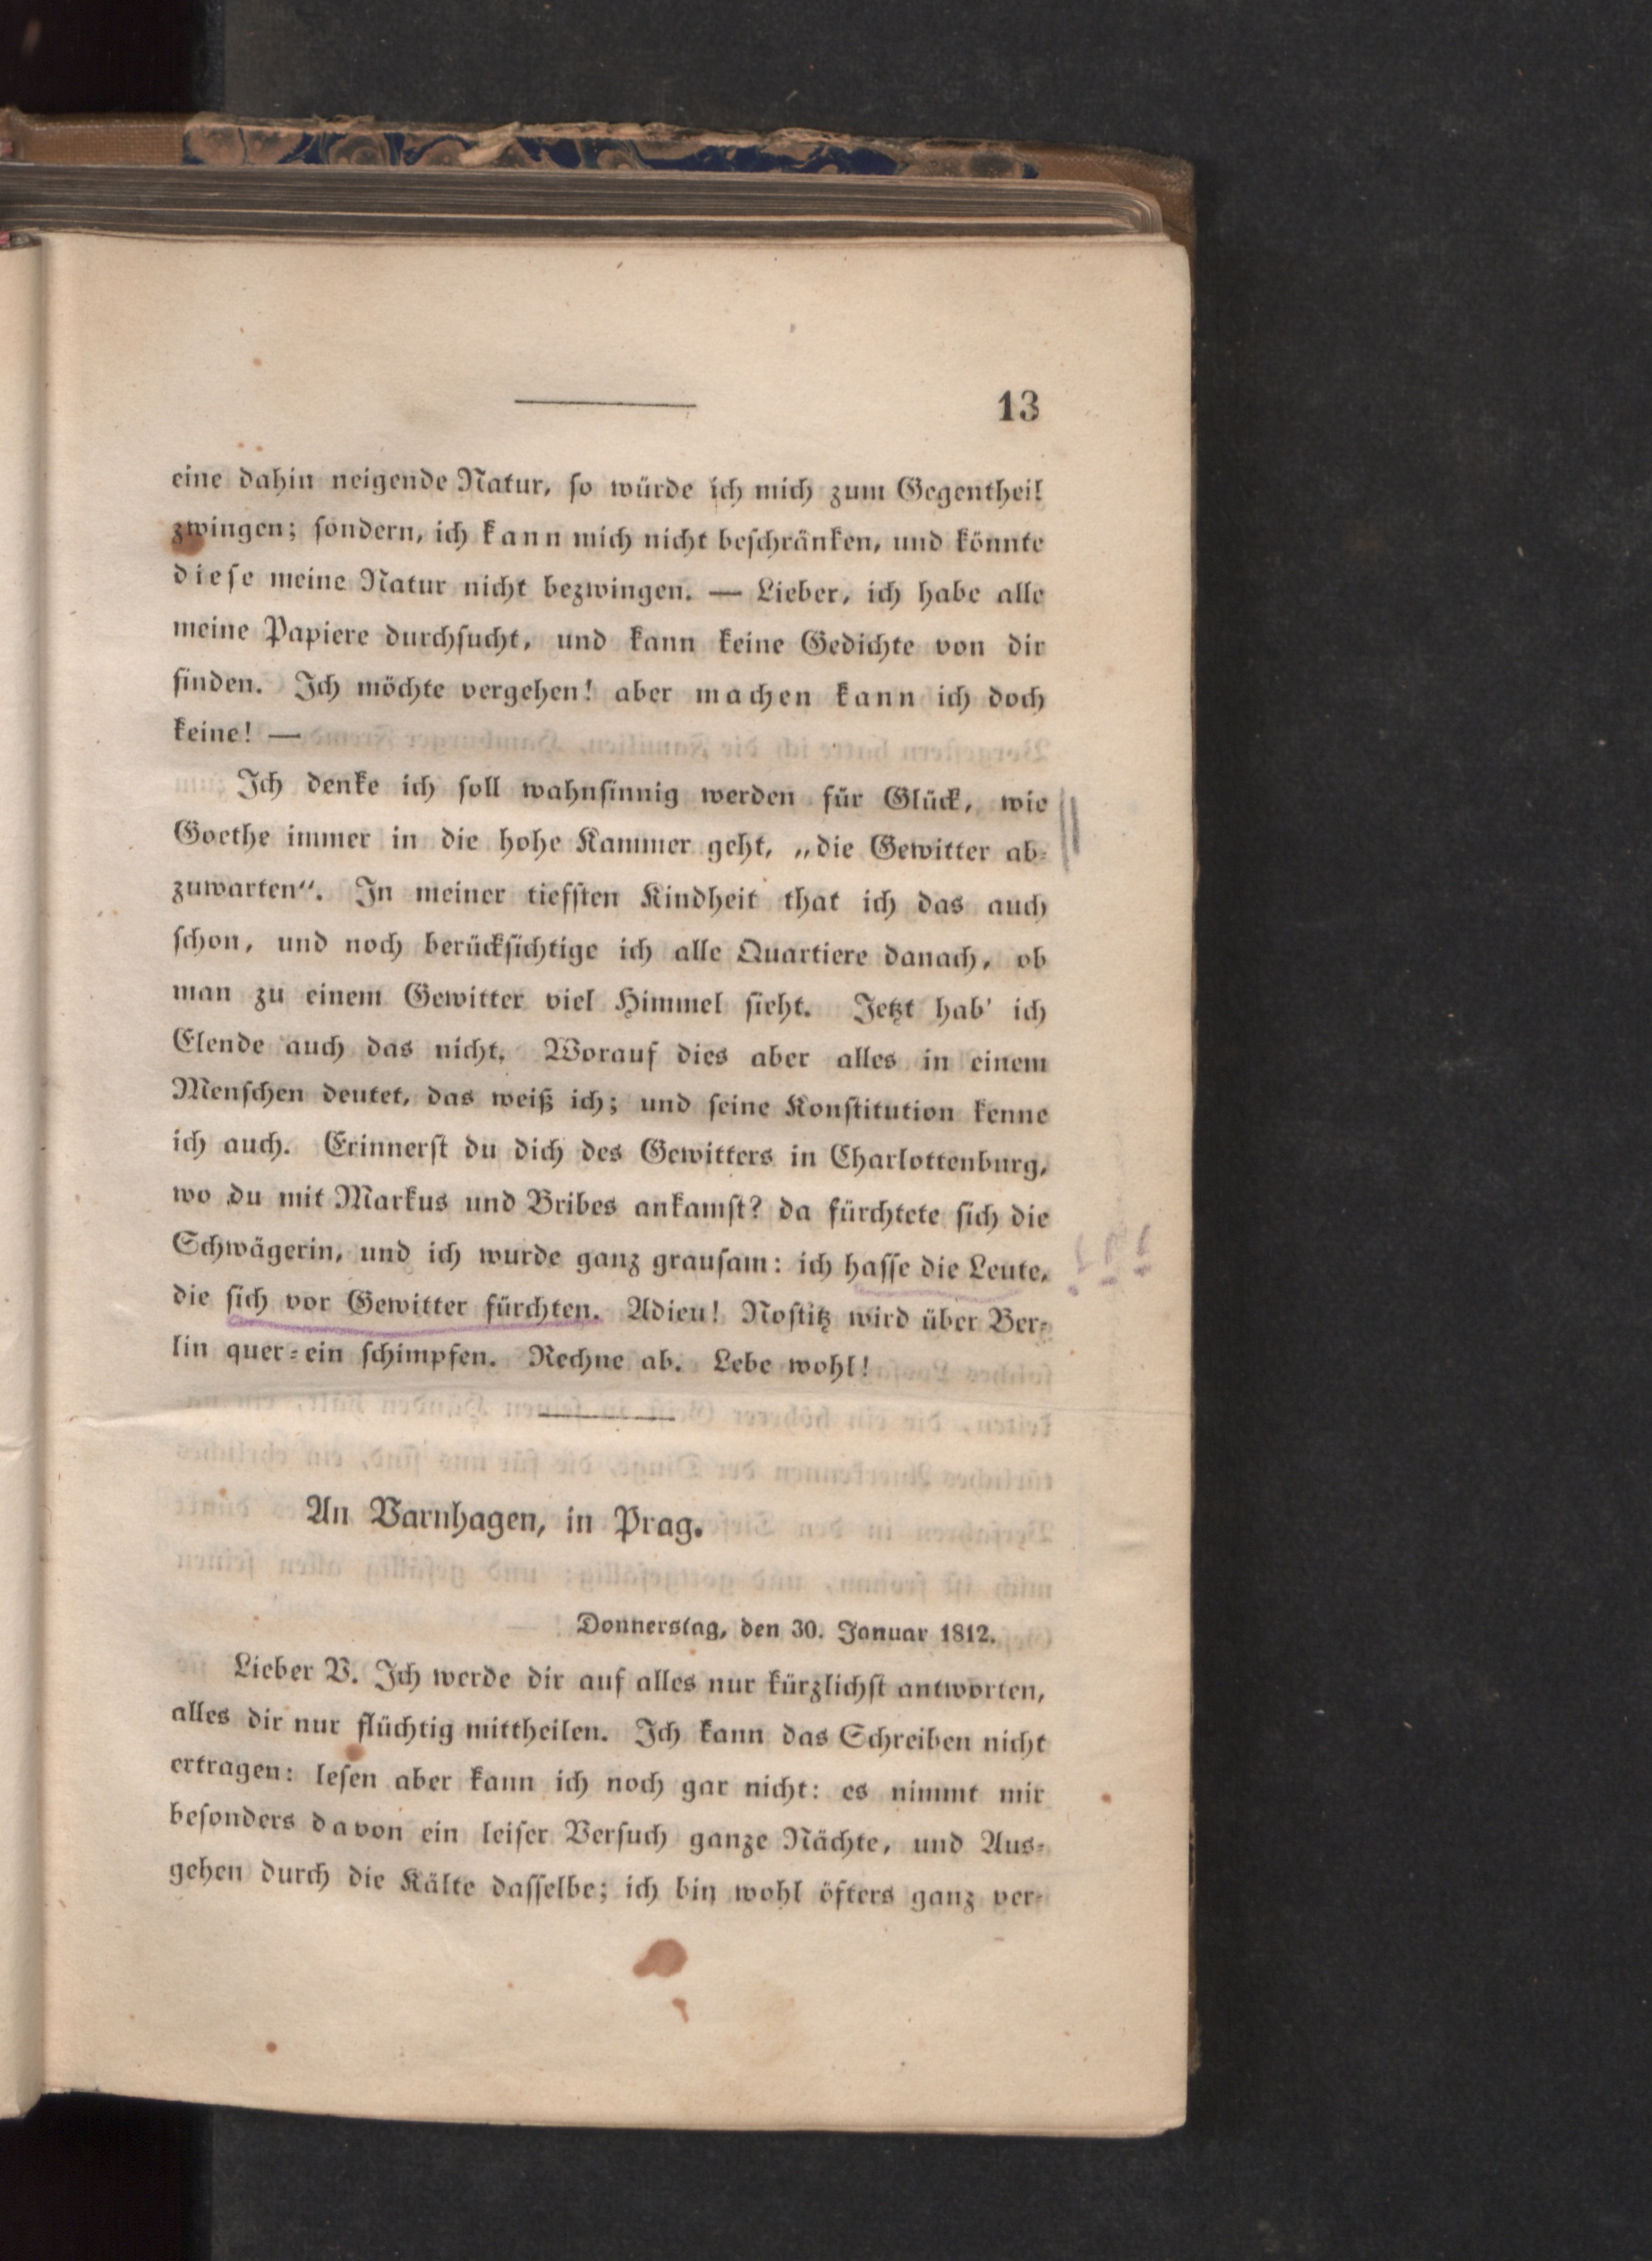 13
eine dahin neigende Natur, so würde ich mich zum Gegentheil
zwingen; sondern, ich kann mich nicht beschränken, und könnte
diese meine Natur nicht bezwingen. — Lieber, ich habe alle
meine Papiere durchsucht, und kann keine Gedichte von dir
finden. Ich möchte vergehen! aber machen kann ich doch
keine! —
Ich denke ich soll wahnsinnig werden für Glück, wie
Goethe immer in die hohe Kammer geht, „die Gewitter ab-
zuwarten“. In meiner tiefsten Kindheit that ich das auch
schon, und noch berücksichtige ich alle Quartiere danach, ob
man zu einem Gewitter viel Himmel sieht. Jetzt hab' ich
Elende auch das nicht. Worauf dies aber alles in einem
Menschen deutet, das weiß ich; und seine Konstitution kenne
ich auch. Erinnerst du dich des Gewitters in Charlottenburg,
wo du mit Markus und Bribes ankamst? da fürchtete sich die
Schwägerin, und ich wurde ganz grausam: ich hasse die Leute,
die sich vor Gewitter fürchten. Adieu! Nostitz wird über Ber-
lin quer-ein schimpfen. Rechne ab. Lebe wohl!
An Varnhagen, in Prag.
Donnerstag, den 30. Januar 1812.
Lieber V. Ich werde dir auf alles nur kürzlichst antworten,
alles dir nur flüchtig mittheilen. Ich kann das Schreiben nicht
ertragen: lesen aber kann ich noch gar nicht: es nimmt mir
besonders davon ein leiser Versuch ganze Nächte, und Aus-
gehen durch die Kälte dasselbe; ich bin wohl öfters ganz ver-